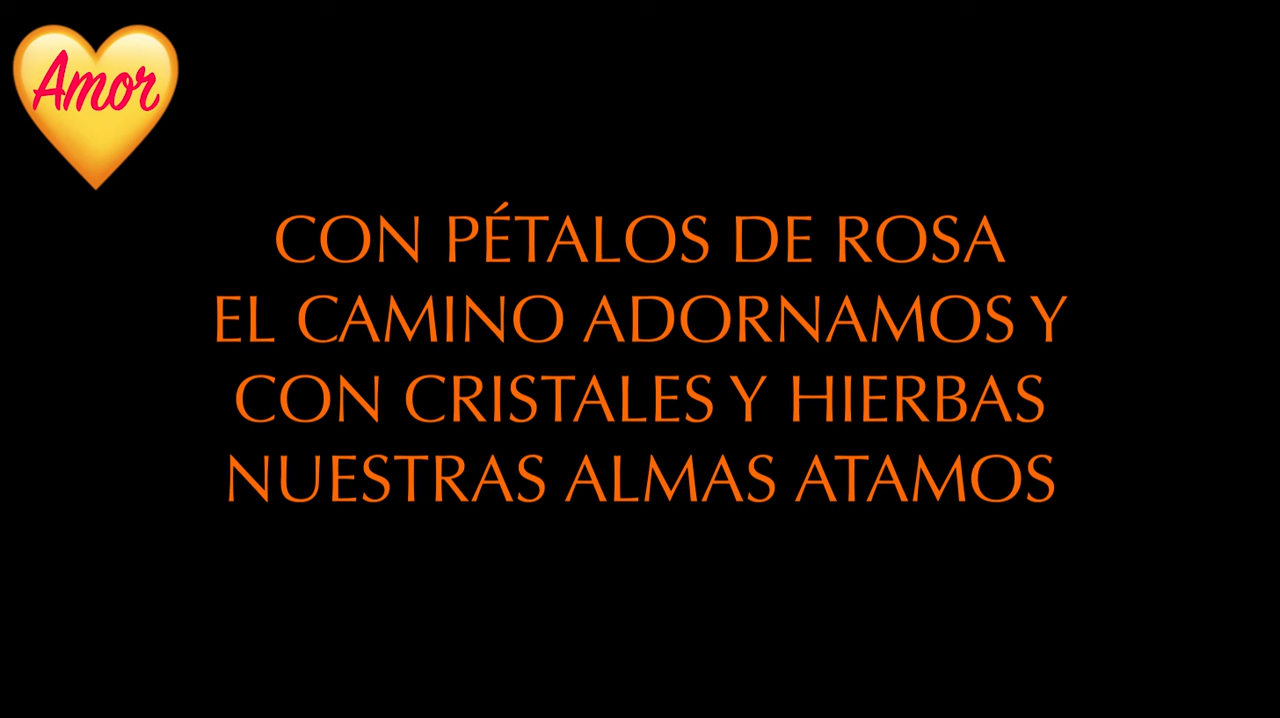 Amor
CON PÉTALOS DE ROSA
EL CAMINO ADORNAMOS Y
CON CRISTALES Y HIERBAS
NUESTRAS ALMAS ATAMOS